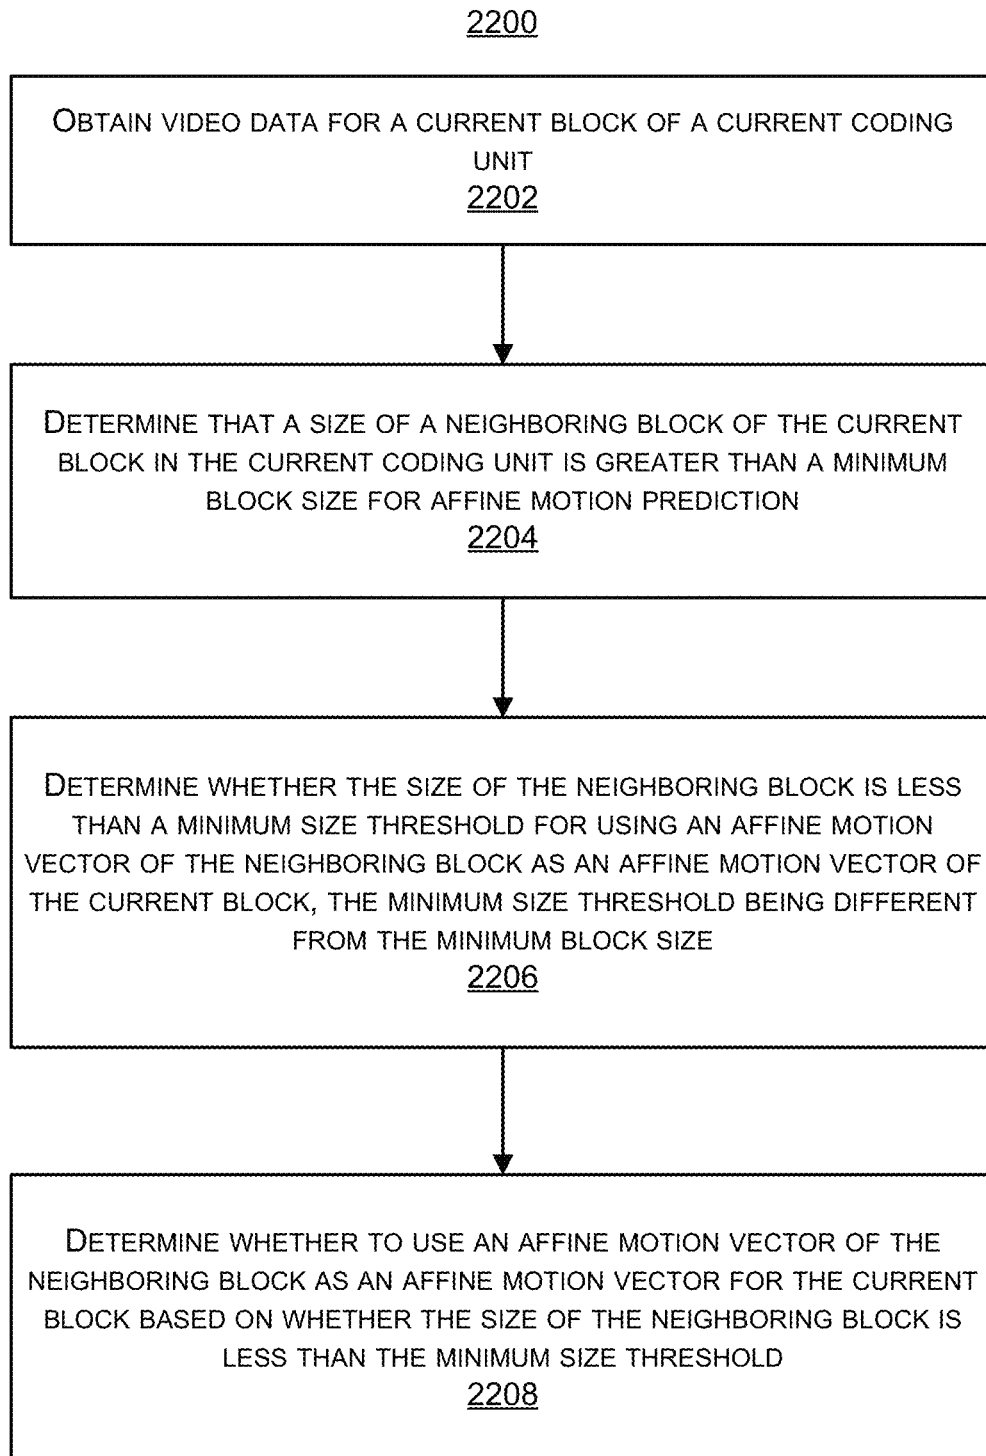 2200
OBTAIN VIDEO DATA FOR A CURRENT BLOCK OF A CURRENT CODING
UNIT
2202
DETERMINE THAT A SIZE OF A NEIGHBORING BLOCK OF THE CURRENT
BLOCK IN THE CURRENT CODING UNIT IS GREATER THAN A MINIMUM
BLOCK SIZE FOR AFFINE MOTION PREDICTION
2204
DETERMINE WHETHER THE SIZE OF THE NEIGHBORING BLOCK IS LESS
THAN A MINIMUM SIZE THRESHOLD FOR USING AN AFFINE MOTION
VECTOR OF THE NEIGHBORING BLOCK AS AN AFFINE MOTION VECTOR OF
THE CURRENT BLOCK, THE MINIMUM SIZE THRESHOLD BEING DIFFERENT
FROM THE MINIMUM BLOCK SIZE
2206
DETERMINE WHETHER TO USE AN AFFINE MOTION VECTOR OF THE
NEIGHBORING BLOCK AS AN AFFINE MOTION VECTOR FOR THE CURRENT
BLOCK BASED ON WHETHER THE SIZE OF THE NEIGHBORING BLOCK IS
LESS THAN THE MINIMUM SIZE THRESHOLD
2208